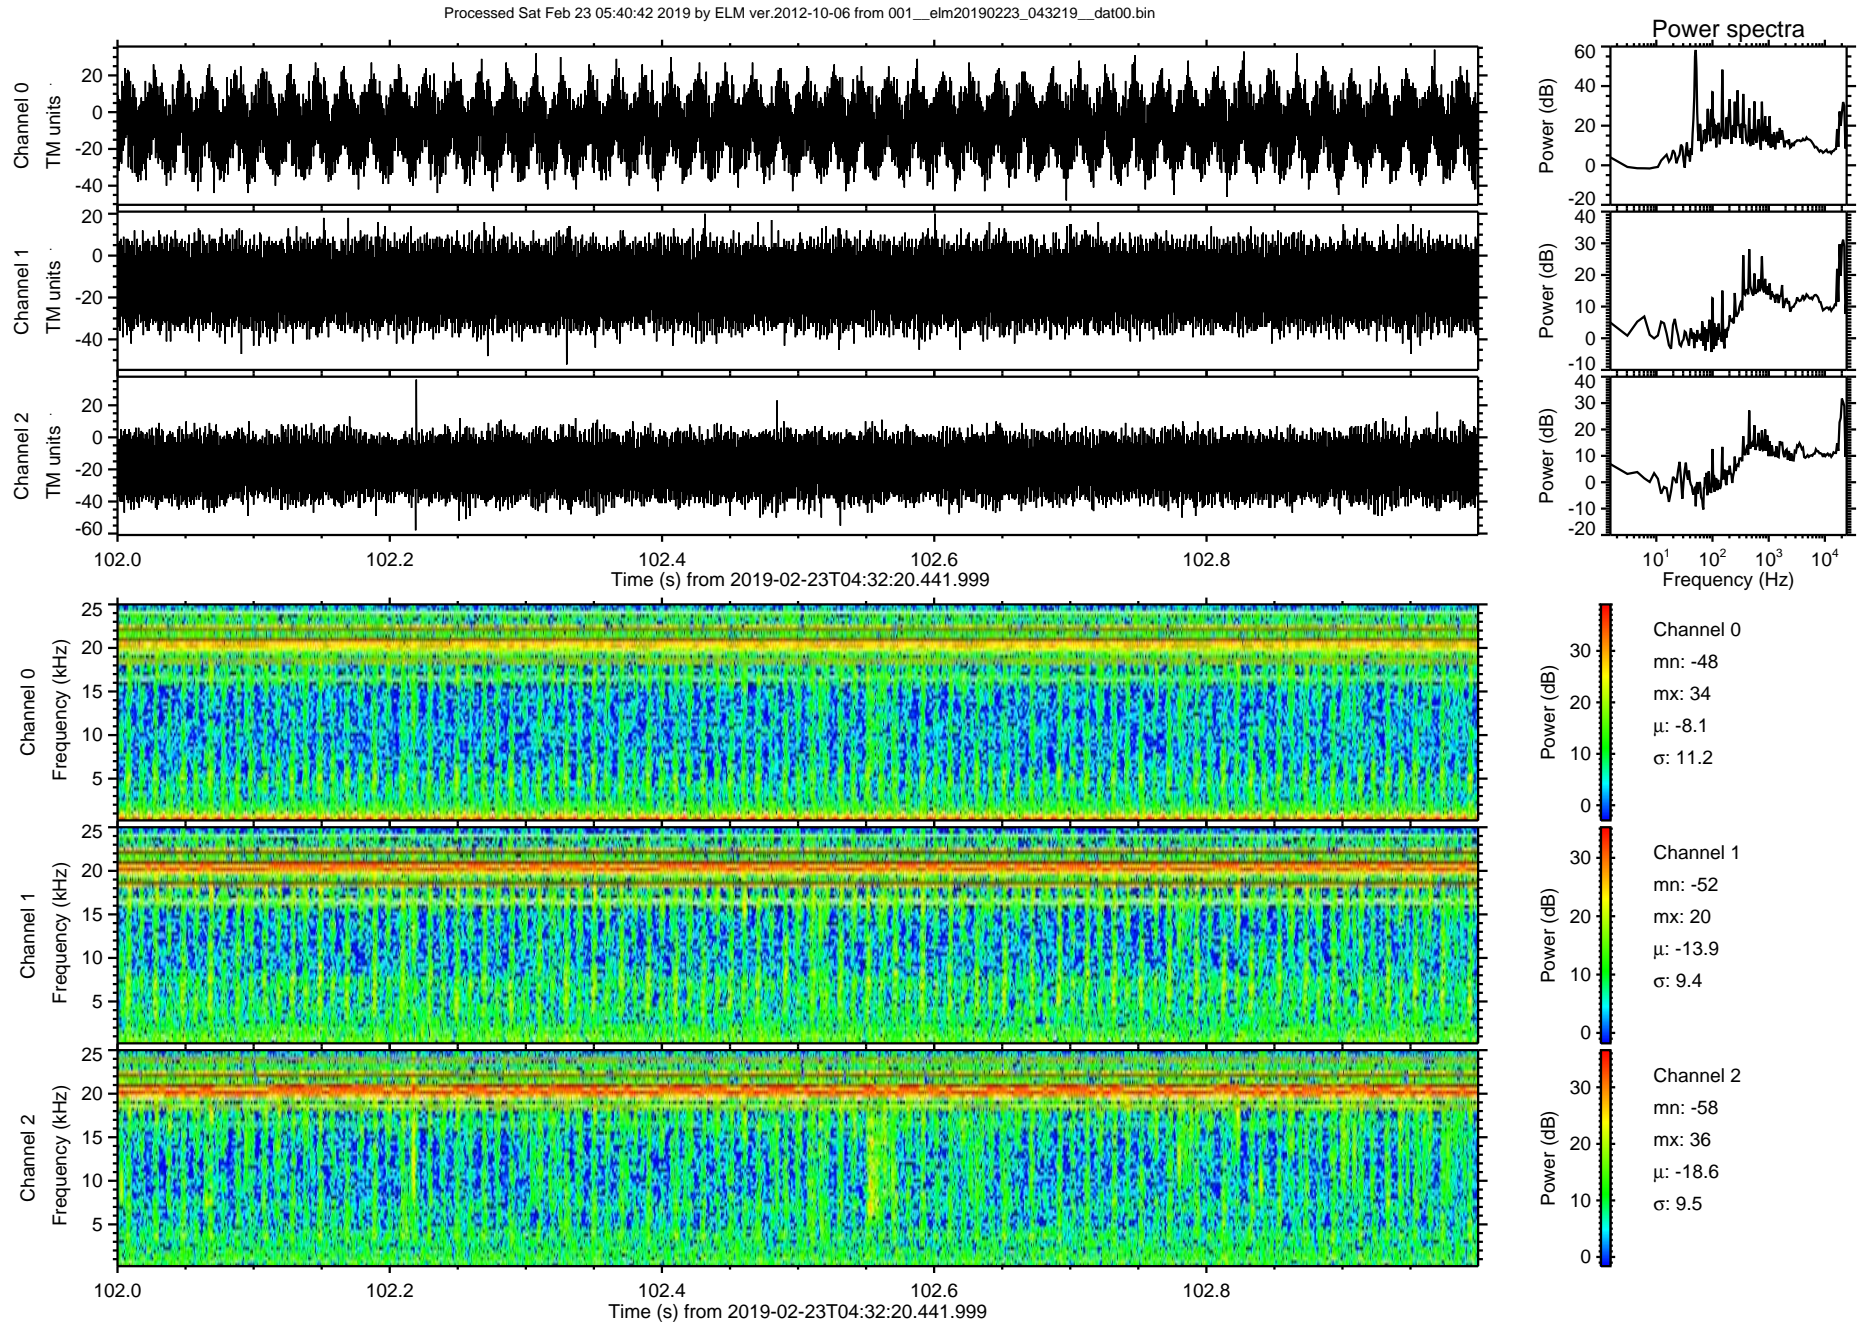 Processed Sat Feb 23 05:40:42 2019 by ELM ver.2012-10-06 from 001__elm20190223_043219__dat00.bin
Power spectra
Channel 0
TM units
20
0
-20
-40
Power (dB)
60
40
20
0
-20
Channel 1
TM units
20
0
-20
-40
Power (dB)
40
30
20
10
0
-10
Channel 2
TM units
20
0
-20
-40
-60
Power (dB)
40
30
20
10
0
-10
-20
102.0 102.2 102.4 102.6 102.8
Time (s) from 2019-02-23T04:32:20.441.999
10¹ 10² 10³ 10⁴
Frequency (Hz)
Channel 0
Frequency (kHz)
25
20
15
10
5
Power (dB)
30
20
10
0
Channel 0
mn: -48
mx: 34
µ: -8.1
σ: 11.2
Channel 1
Frequency (kHz)
25
20
15
10
5
Power (dB)
30
20
10
0
Channel 1
mn: -52
mx: 20
µ: -13.9
σ: 9.4
Channel 2
Frequency (kHz)
25
20
15
10
5
Power (dB)
30
20
10
0
Channel 2
mn: -58
mx: 36
µ: -18.6
σ: 9.5
102.0 102.2 102.4 102.6 102.8
Time (s) from 2019-02-23T04:32:20.441.999